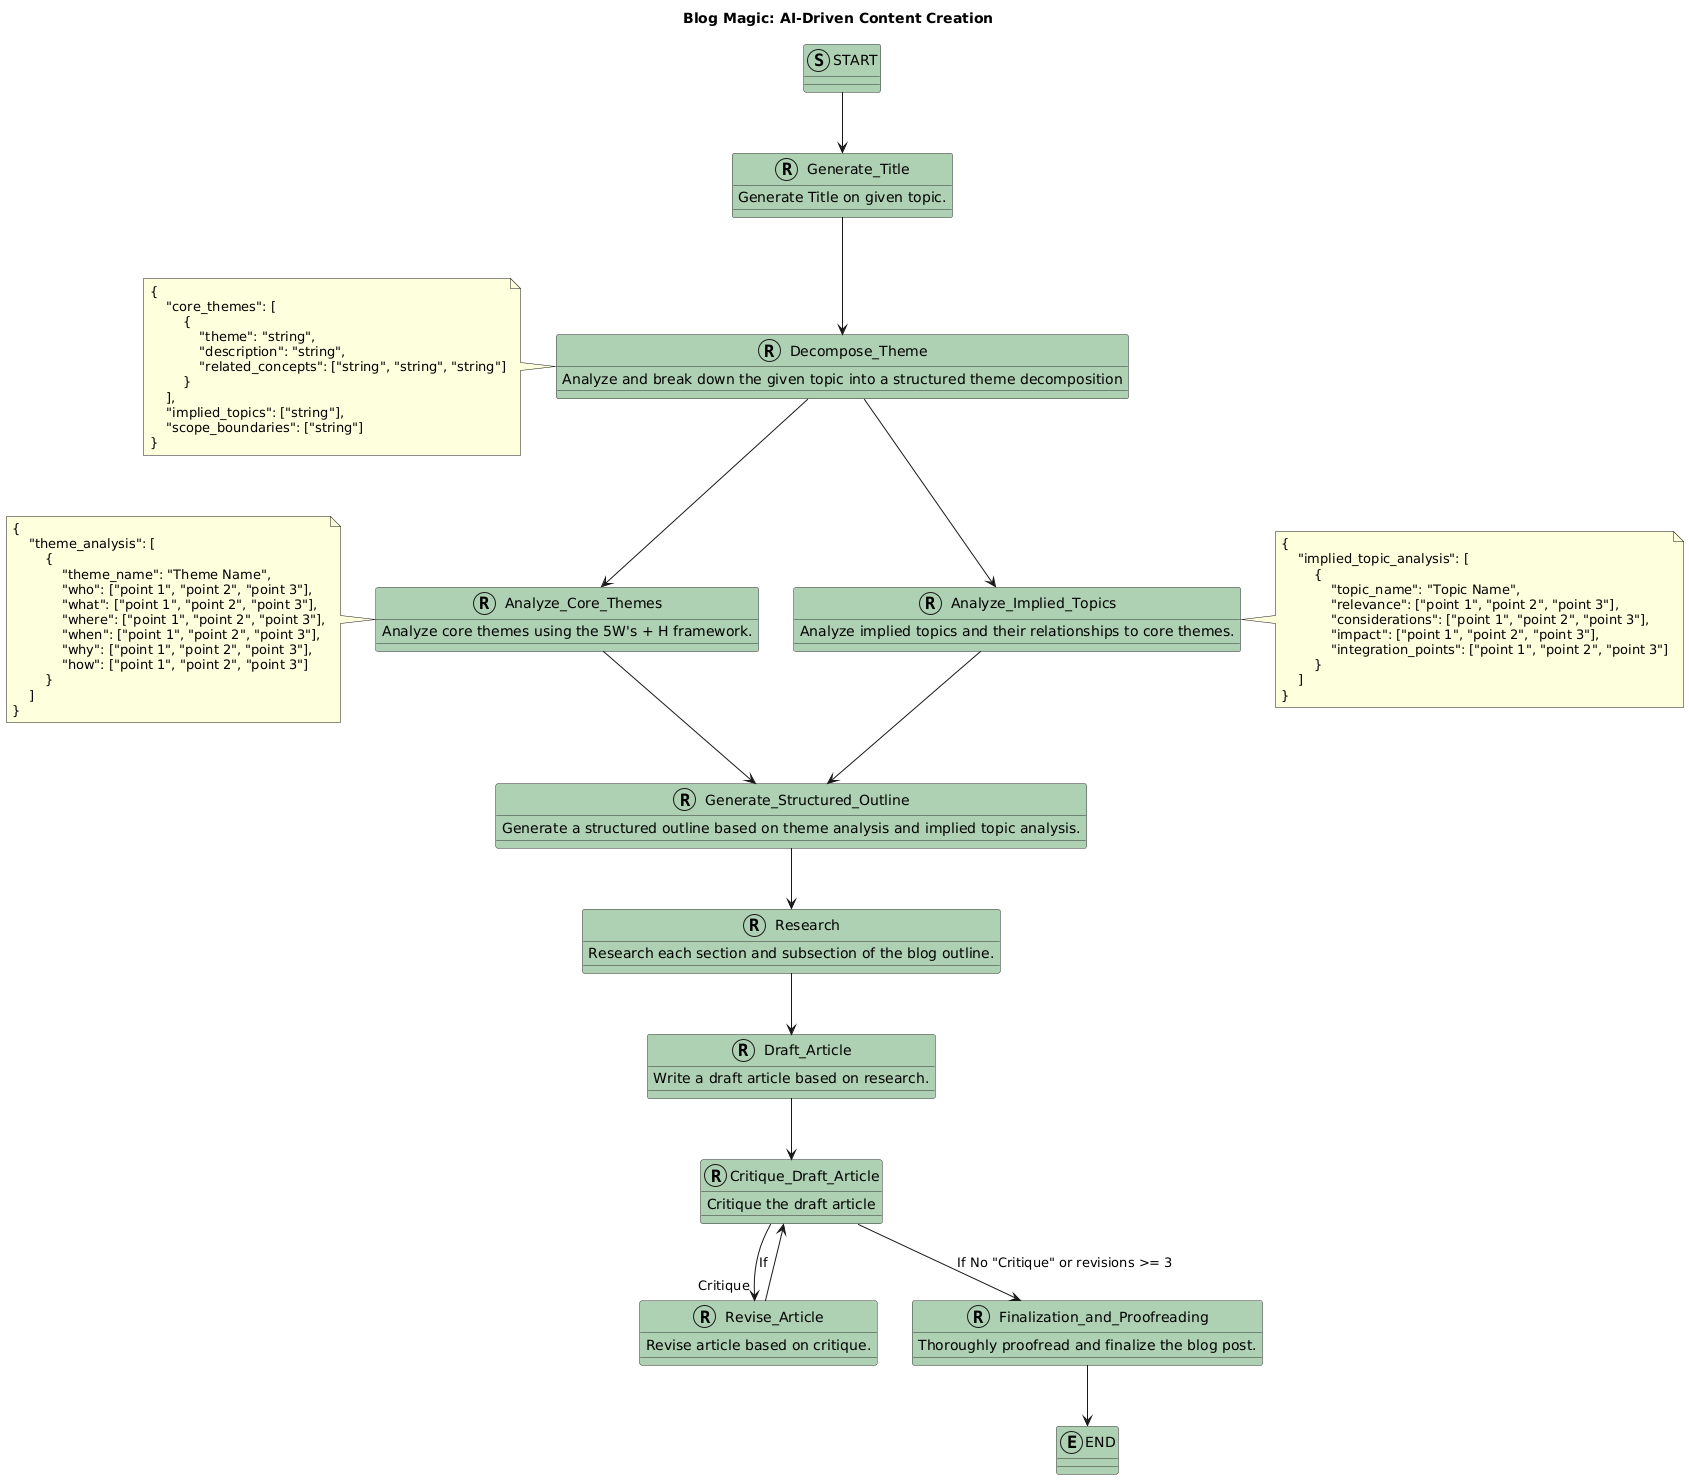 Blog Magic: AI-Driven Content Creation
S START
R Generate_Title
Generate Title on given topic.
{
"core_themes": [
{
"theme": "string",
"description": "string",
"related_concepts": ["string", "string", "string"]
}
],
"implied_topics": ["string"],
"scope_boundaries": ["string"]
}
R Decompose_Theme
Analyze and break down the given topic into a structured theme decomposition
{
"theme_analysis": [
{
"theme_name": "Theme Name",
"who": ["point 1", "point 2", "point 3"],
"what": ["point 1", "point 2", "point 3"],
"where": ["point 1", "point 2", "point 3"],
"when": ["point 1", "point 2", "point 3"],
"why": ["point 1", "point 2", "point 3"],
"how": ["point 1", "point 2", "point 3"]
}
]
}
R Analyze_Core_Themes
Analyze core themes using the 5W's + H framework.
R Analyze_Implied_Topics
Analyze implied topics and their relationships to core themes.
{
"implied_topic_analysis": [
{
"topic_name": "Topic Name",
"relevance": ["point 1", "point 2", "point 3"],
"considerations": ["point 1", "point 2", "point 3"],
"impact": ["point 1", "point 2", "point 3"],
"integration_points": ["point 1", "point 2", "point 3"]
}
]
}
R Generate_Structured_Outline
Generate a structured outline based on theme analysis and implied topic analysis.
R Research
Research each section and subsection of the blog outline.
R Draft_Article
Write a draft article based on research.
R Critique_Draft_Article
Critique the draft article
If
Critique
If No "Critique" or revisions >= 3
R Revise_Article
Revise article based on critique.
R Finalization_and_Proofreading
Thoroughly proofread and finalize the blog post.
E END